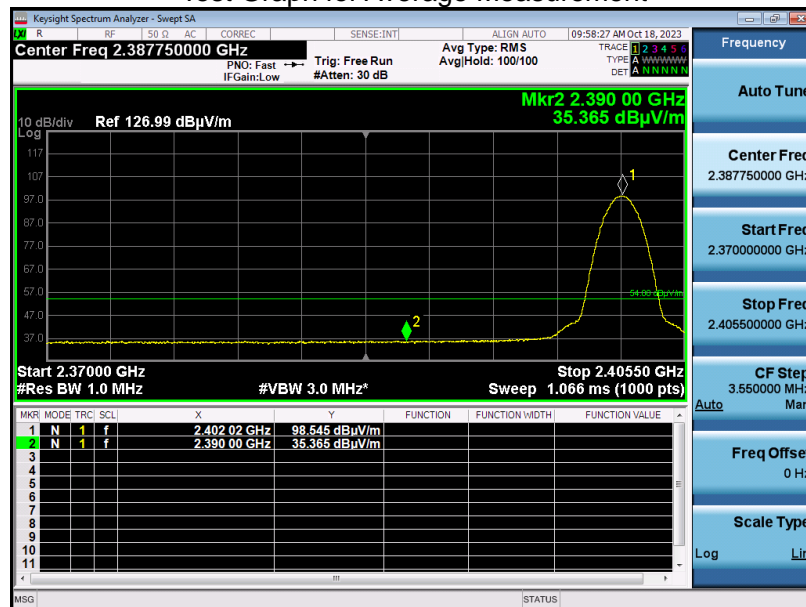 Test Graph for Average Measurement
Keysight Spectrum Analyzer - Swept SA
LXI R RF 50 Ω AC CORREC SENSE:INT ALIGN AUTO 09:58:27 AM Oct 18, 2023
Center Freq 2.387750000 GHz
PNO: Fast
IFGain:Low
Trig: Free Run
#Atten: 30 dB
Avg Type: RMS
Avg|Hold: 100/100
TRACE 1 2 3 4 5 6
TYPE A WWWWW
DET A N N N N N
Mkr2 2.390 00 GHz
35.365 dBµV/m
10 dB/div Ref 126.99 dBµV/m
Log
117
107
97.0
87.0
77.0
67.0
57.0
47.0
37.0
1
2
54.00 dBµV/m
Start 2.37000 GHz
Stop 2.40550 GHz
#Res BW 1.0 MHz
#VBW 3.0 MHz*
Sweep 1.066 ms (1000 pts)
MKR MODE TRC SCL X Y FUNCTION FUNCTION WIDTH FUNCTION VALUE
1 N 1 f 2.402 02 GHz 98.545 dBµV/m
2 N 1 f 2.390 00 GHz 35.365 dBµV/m
3
4
5
6
7
8
9
10
11
MSG
STATUS
Frequency
Auto Tune
Center Freq
2.387750000 GHz
Start Freq
2.370000000 GHz
Stop Freq
2.405500000 GHz
CF Step
3.550000 MHz
Auto Man
Freq Offset
0 Hz
Scale Type
Log Lin